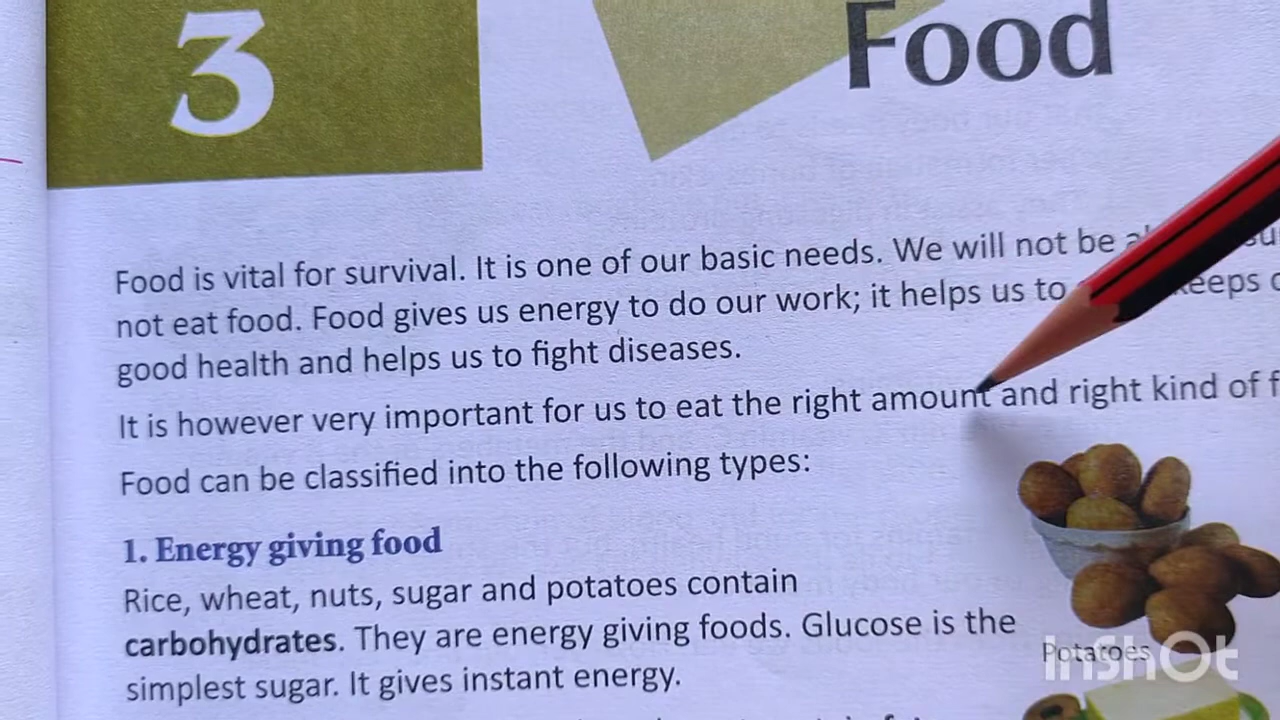 3
Food
Food is vital for survival. It is one of our basic needs. We will not be
not eat food. Food gives us energy to do our work; it helps us to keeps
good health and helps us to fight diseases.
It is however very important for us to eat the right amount and right kind of
Food can be classified into the following types:
1. Energy giving food
Rice, wheat, nuts, sugar and potatoes contain
carbohydrates. They are energy giving foods. Glucose is the
simplest sugar. It gives instant energy.
Potatoes
InShOt